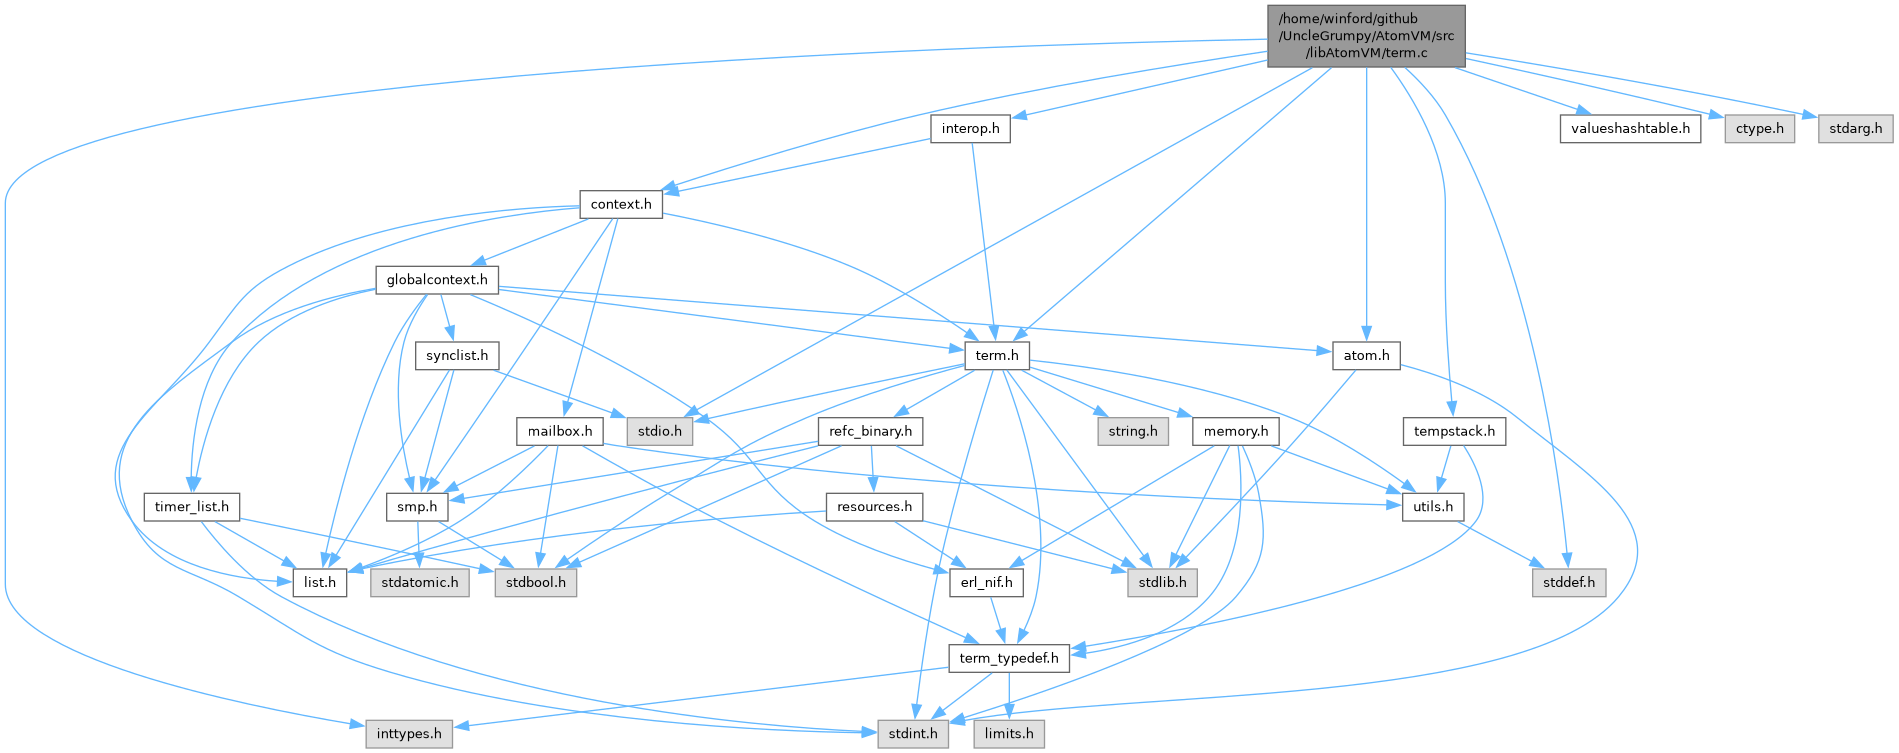 /home/winford/github
/UncleGrumpy/AtomVM/src
/libAtomVM/term.c
interop.h
valueshashtable.h
ctype.h
stdarg.h
context.h
globalcontext.h
synclist.h
term.h
atom.h
mailbox.h
stdio.h
refc_binary.h
string.h
memory.h
tempstack.h
timer_list.h
smp.h
resources.h
utils.h
list.h
stdatomic.h
stdbool.h
erl_nif.h
stdlib.h
stddef.h
term_typedef.h
inttypes.h
stdint.h
limits.h